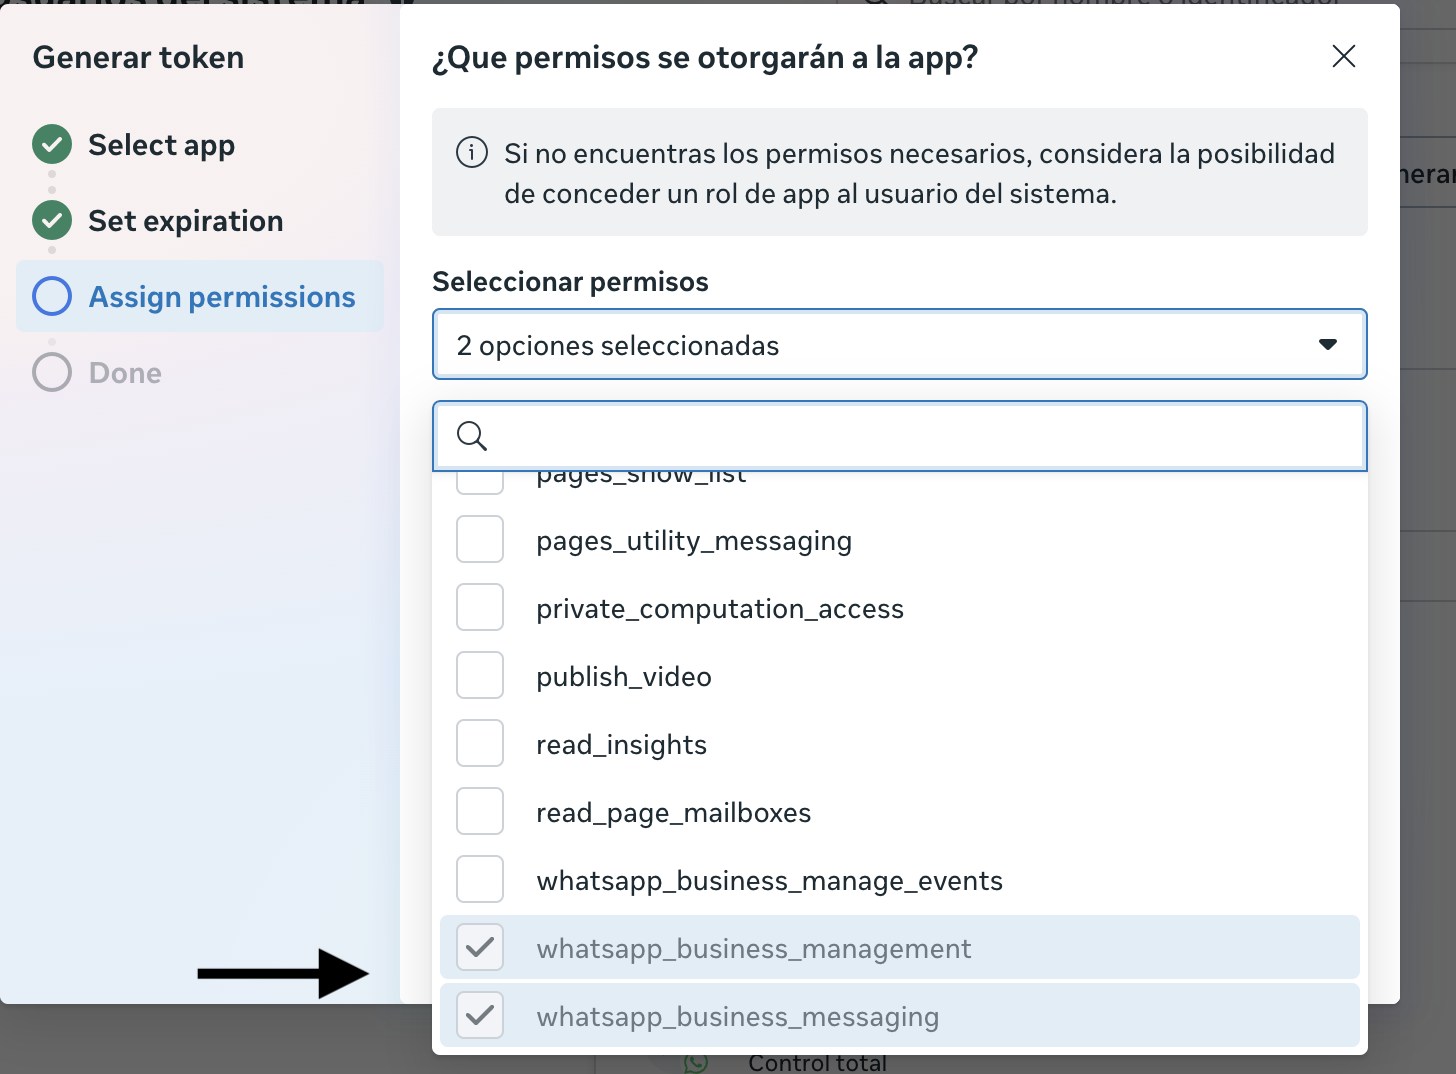 Generar token
Select app
Set expiration
Assign permissions
Done
¿Que permisos se otorgarán a la app?
Si no encuentras los permisos necesarios, considera la posibilidad
de conceder un rol de app al usuario del sistema.
Seleccionar permisos
2 opciones seleccionadas
pages_show_list
pages_utility_messaging
private_computation_access
publish_video
read_insights
read_page_mailboxes
whatsapp_business_manage_events
whatsapp_business_management
whatsapp_business_messaging
Control total